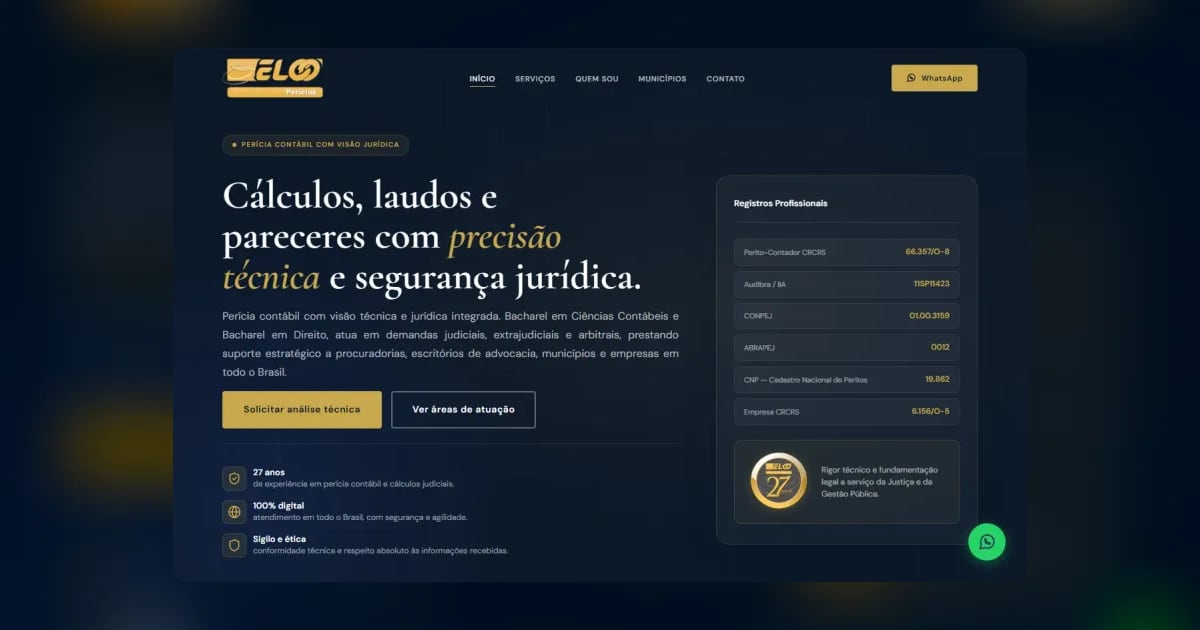 ELO
Perícias
INÍCIO
SERVIÇOS
QUEM SOU
MUNICÍPIOS
CONTATO
WhatsApp
PERÍCIA CONTÁBIL COM VISÃO JURÍDICA
Cálculos, laudos e
pareceres com precisão
técnica e segurança jurídica.
Perícia contábil com visão técnica e jurídica integrada. Bacharel em Ciências Contábeis e
Bacharel em Direito, atua em demandas judiciais, extrajudiciais e arbitrais, prestando
suporte estratégico a procuradorias, escritórios de advocacia, municípios e empresas em
todo o Brasil.
Solicitar análise técnica
Ver áreas de atuação
27 anos
de experiência em perícia contábil e cálculos judiciais.
100% digital
atendimento em todo o Brasil, com segurança e agilidade.
Sigilo e ética
conformidade técnica e respeito absoluto às informações recebidas.
Registros Profissionais
Perito-Contador CRCRS
66.357/O-8
Audibra / IIA
11SP11423
CONPEJ
01.00.3159
ABRAPEJ
0012
CNP — Cadastro Nacional de Peritos
19.862
Empresa CRCRS
6.156/O-5
ELO
27
Rigor técnico e fundamentação
legal a serviço da Justiça e da
Gestão Pública.